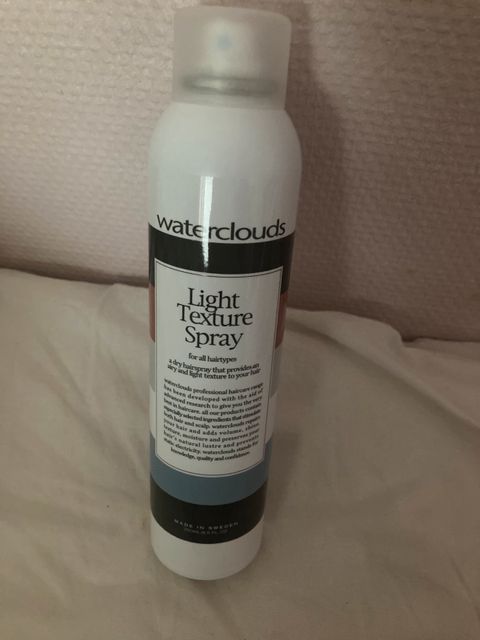 waterclouds
Light
Texture
Spray
for all hairtypes
a dry hairspray that provides an
airy and light texture to your hair
waterclouds professional haircare range
has been developed with the aid of
advanced research to give you the very
best in haircare. all our products contain
especially selected ingredients that stimulate
both hair and scalp. waterclouds repairs
your hair and adds volume, shine,
texture, moisture and preserves your
hair's natural lustre and prevents
static electricity. waterclouds stands for
knowledge, quality and confidence.
MADE IN SWEDEN